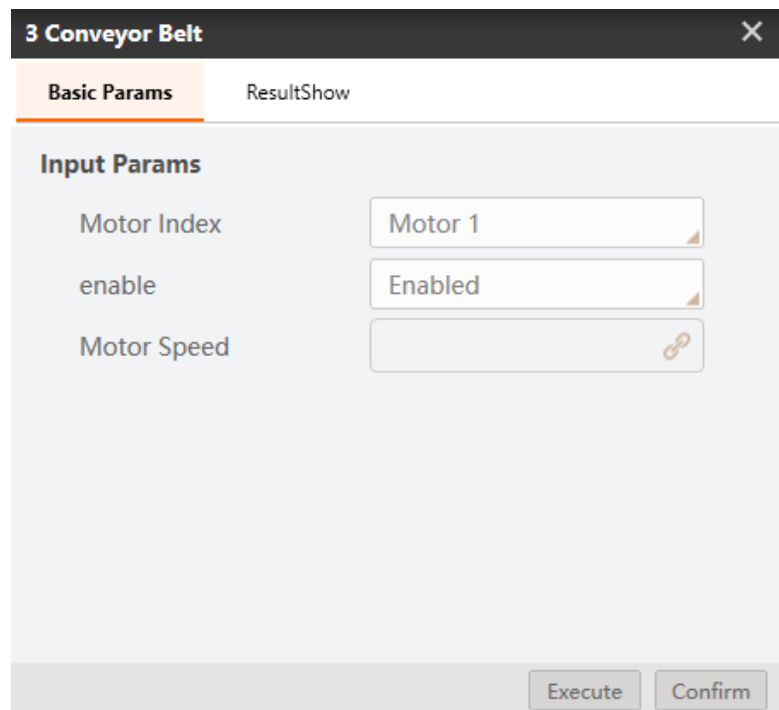 3 Conveyor Belt
Basic Params ResultShow
Input Params
Motor Index Motor 1
enable Enabled
Motor Speed
Execute Confirm